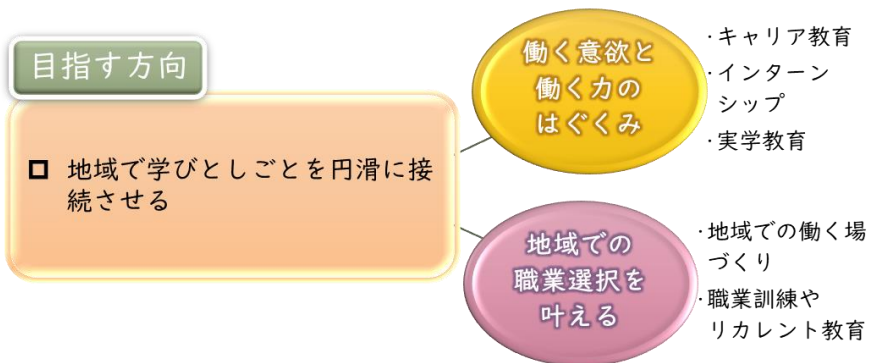 目指す方向
□ 地域で学びとしごとを円滑に接
続させる
働く意欲と
働く力の
はぐくみ
・キャリア教育
・インターン
シップ
・実学教育
地域での
職業選択を
叶える
・地域での働く場
づくり
・職業訓練や
リカレント教育